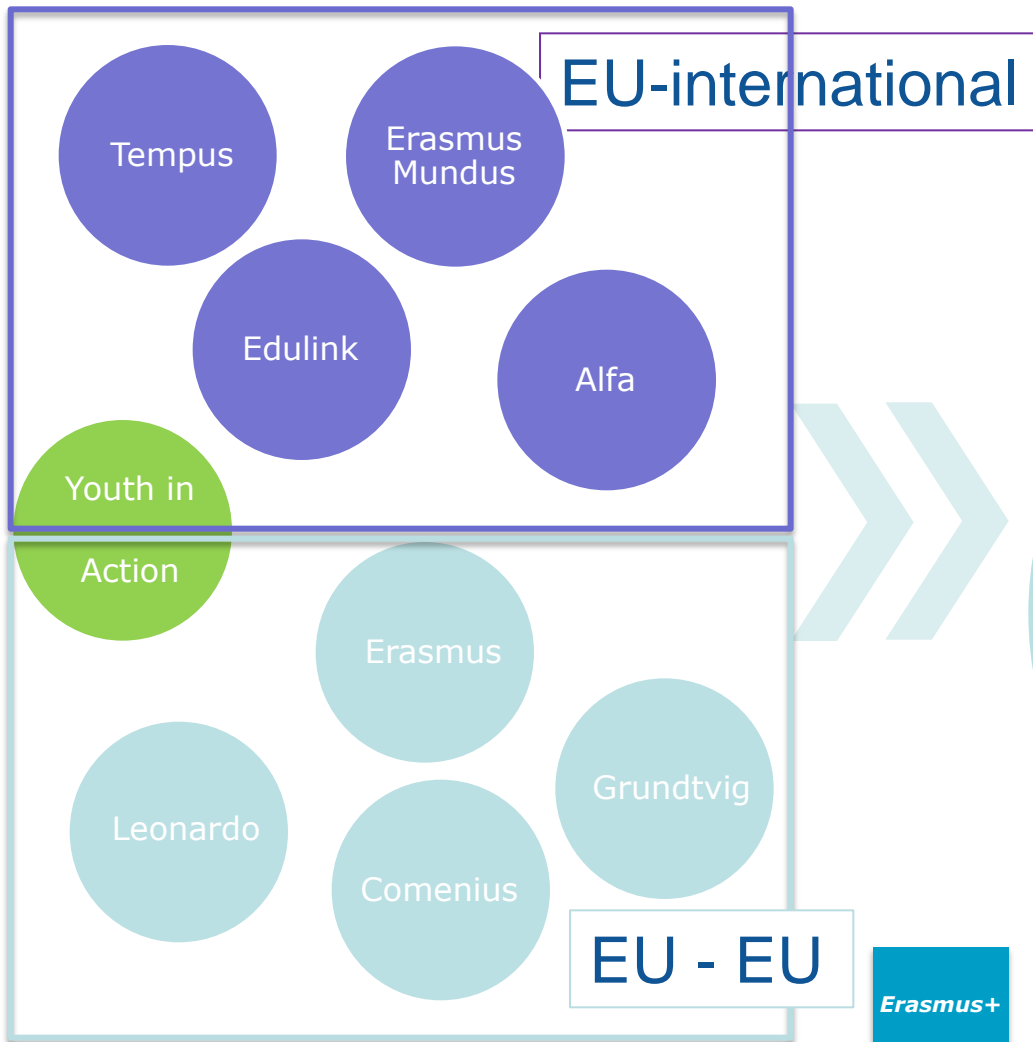 EU-international
Tempus
Erasmus
Mundus
Edulink
Alfa
Youth in
Action
Erasmus
Grundtvig
Leonardo
Comenius
EU - EU
Erasmus+